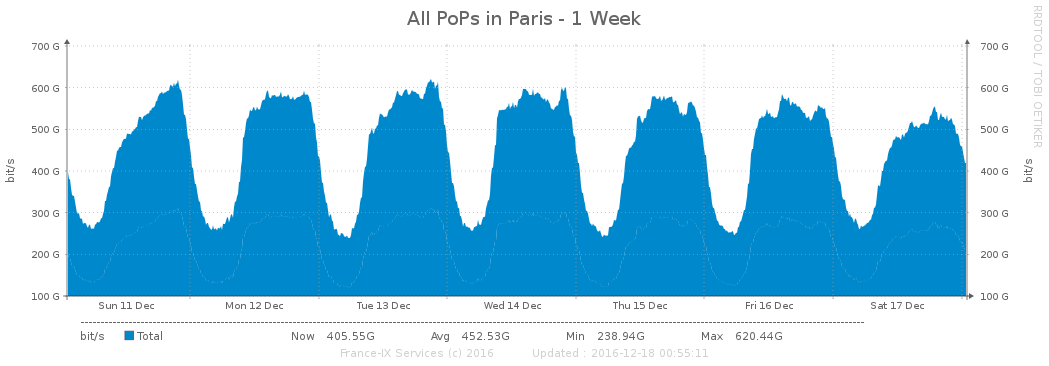 All PoPs in Paris - 1 Week
RRDTOOL / TOBI OETIKER
700 G 700 G
600 G 600 G
500 G 500 G
400 G 400 G
300 G 300 G
200 G 200 G
100 G 100 G
bit/s bit/s
Sun 11 Dec Mon 12 Dec Tue 13 Dec Wed 14 Dec Thu 15 Dec Fri 16 Dec Sat 17 Dec
bit/s Total Now 405.55G Avg 452.53G Min 238.94G Max 620.44G
France-IX Services (c) 2016 Updated : 2016-12-18 00:55:11